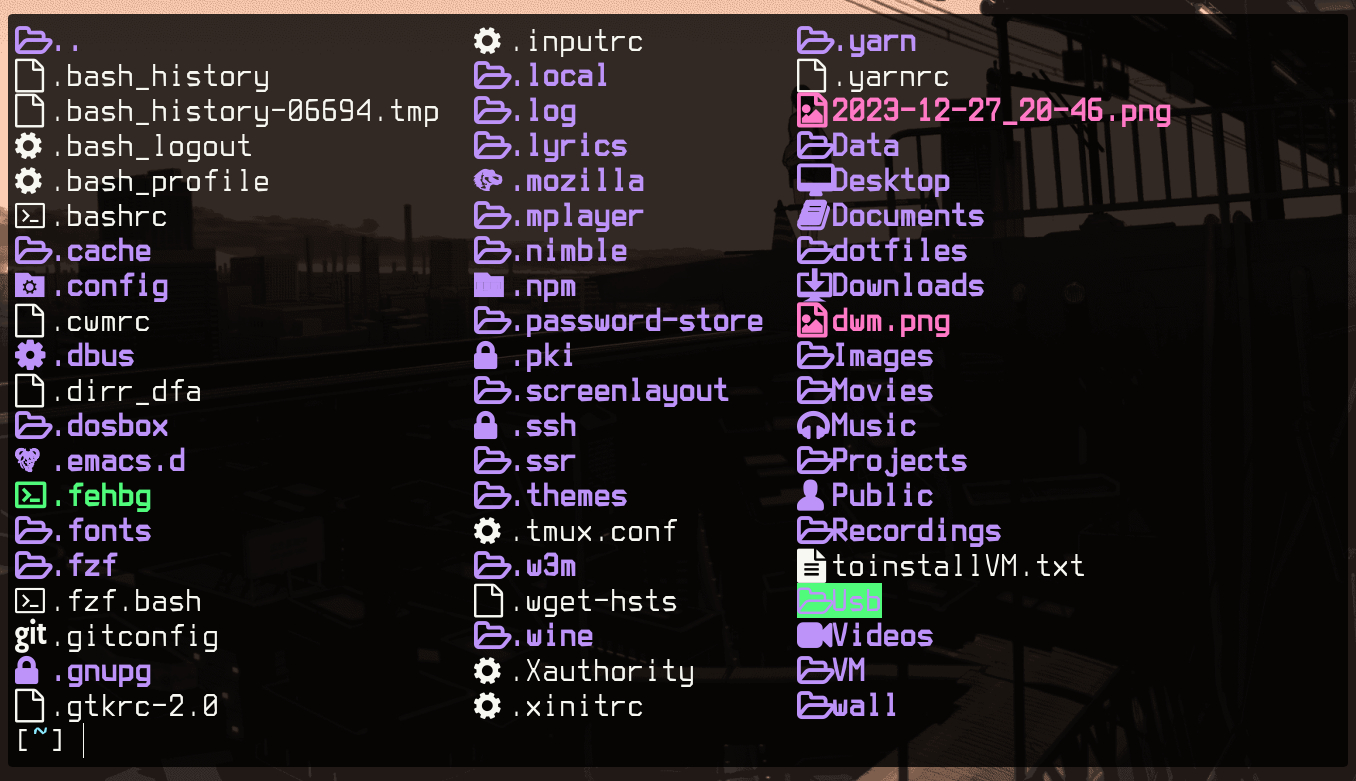 ..
.bash_history
.bash_history-06694.tmp
.bash_logout
.bash_profile
.bashrc
.cache
.config
.cwmrc
.dbus
.dirr_dfa
.dosbox
.emacs.d
.fehbg
.fonts
.fzf
.fzf.bash
git .gitconfig
.gnupg
.gtkrc-2.0
.inputrc
.local
.log
.lyrics
.mozilla
.mplayer
.nimble
.npm
.password-store
.pki
.screenlayout
.ssh
.ssr
.themes
.tmux.conf
.w3m
.wget-hsts
.wine
.Xauthority
.xinitrc
.yarn
.yarnrc
2023-12-27_20-46.png
Data
Desktop
Documents
dotfiles
Downloads
dwm.png
Images
Movies
Music
Projects
Public
Recordings
toinstallVM.txt
Usb
Videos
VM
wall
[~]